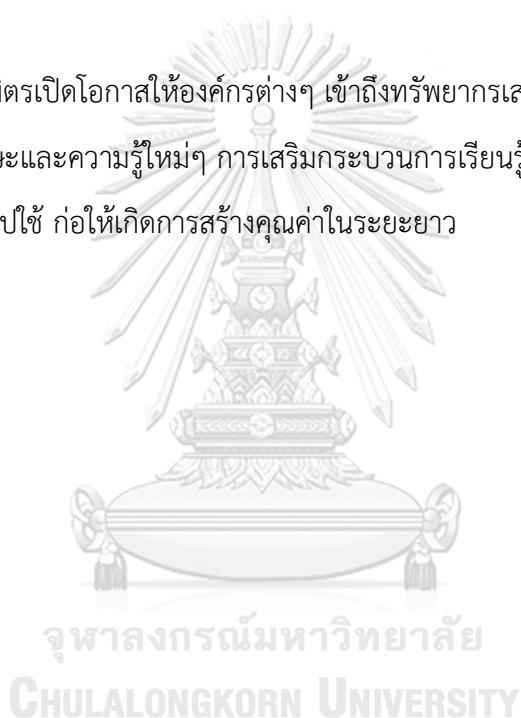 มิตรเปิดโอกาสให้องค์กรต่างๆ เข้าถึงทรัพยากรเส
ษะและความรู้ใหม่ๆ การเสริมกระบวนการเรียนรู้
ปใช้ ก่อให้เกิดการสร้างคุณค่าในระยะยาว
จุฬาลงกรณ์มหาวิทยาลัย
CHULALONGKORN UNIVERSITY